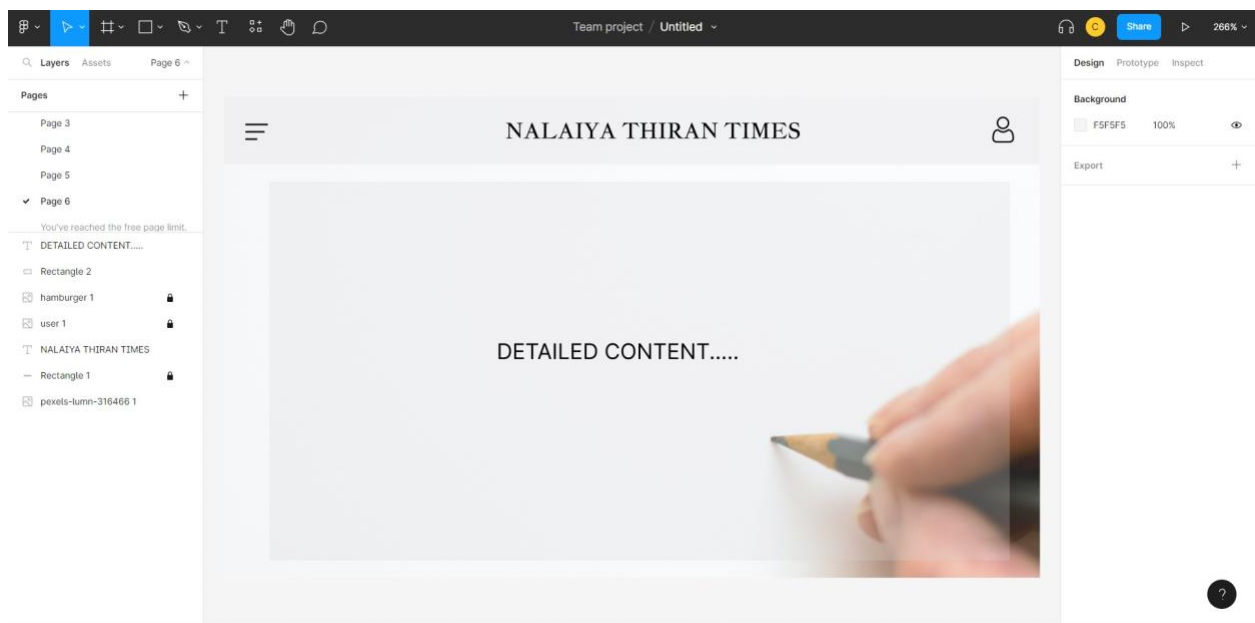 Team project / Untitled
C
Share
266%
Layers Assets Page 6
Pages
Page 3
Page 4
Page 5
Page 6
You've reached the free page limit.
DETAILED CONTENT.....
Rectangle 2
hamburger 1
user 1
NALAIYA THIRAN TIMES
Rectangle 1
pexels-lumn-316466 1
NALAIYA THIRAN TIMES
DETAILED CONTENT.....
Design Prototype Inspect
Background
F5F5F5 100%
Export
?